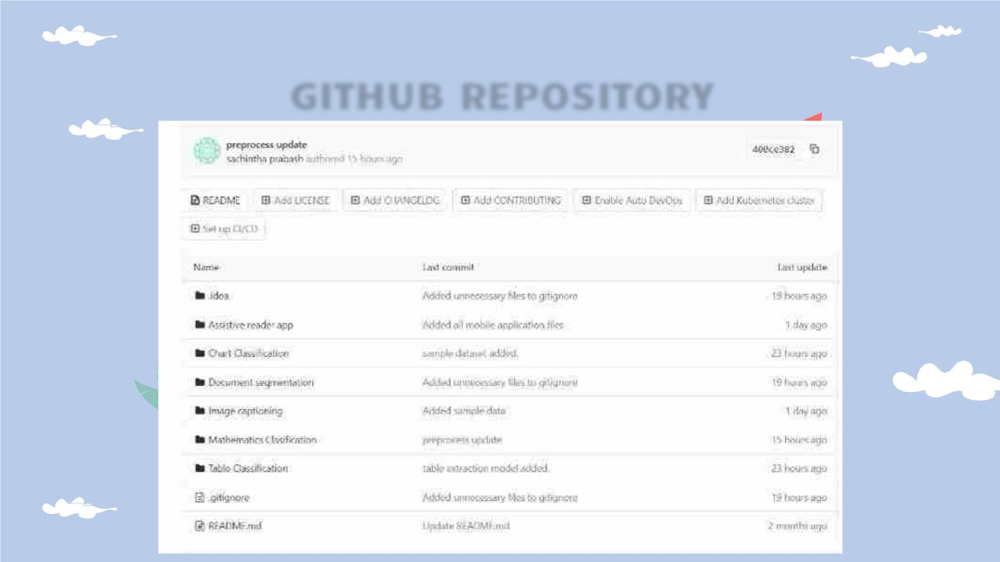 GITHUB REPOSITORY
preprocess update
sachintha prabash authored 15 hours ago
400ce382
README Add LICENSE Add CHANGELOG Add CONTRIBUTING Enable Auto DevOps Add Kubernetes cluster
Set up CI/CD
Name Last commit Last update
.idea Added unnecessary files to gitignore 19 hours ago
Assistive reader app Added all mobile application files 1 day ago
Chart Classification sample dataset added. 23 hours ago
Document segmentation Added unnecessary files to gitignore 19 hours ago
Image captioning Added sample data 1 day ago
Mathematics Clasification preprocess update 15 hours ago
Table Classification table extraction model added. 23 hours ago
.gitignore Added unnecessary files to gitignore 19 hours ago
README.md Update README.md 2 months ago